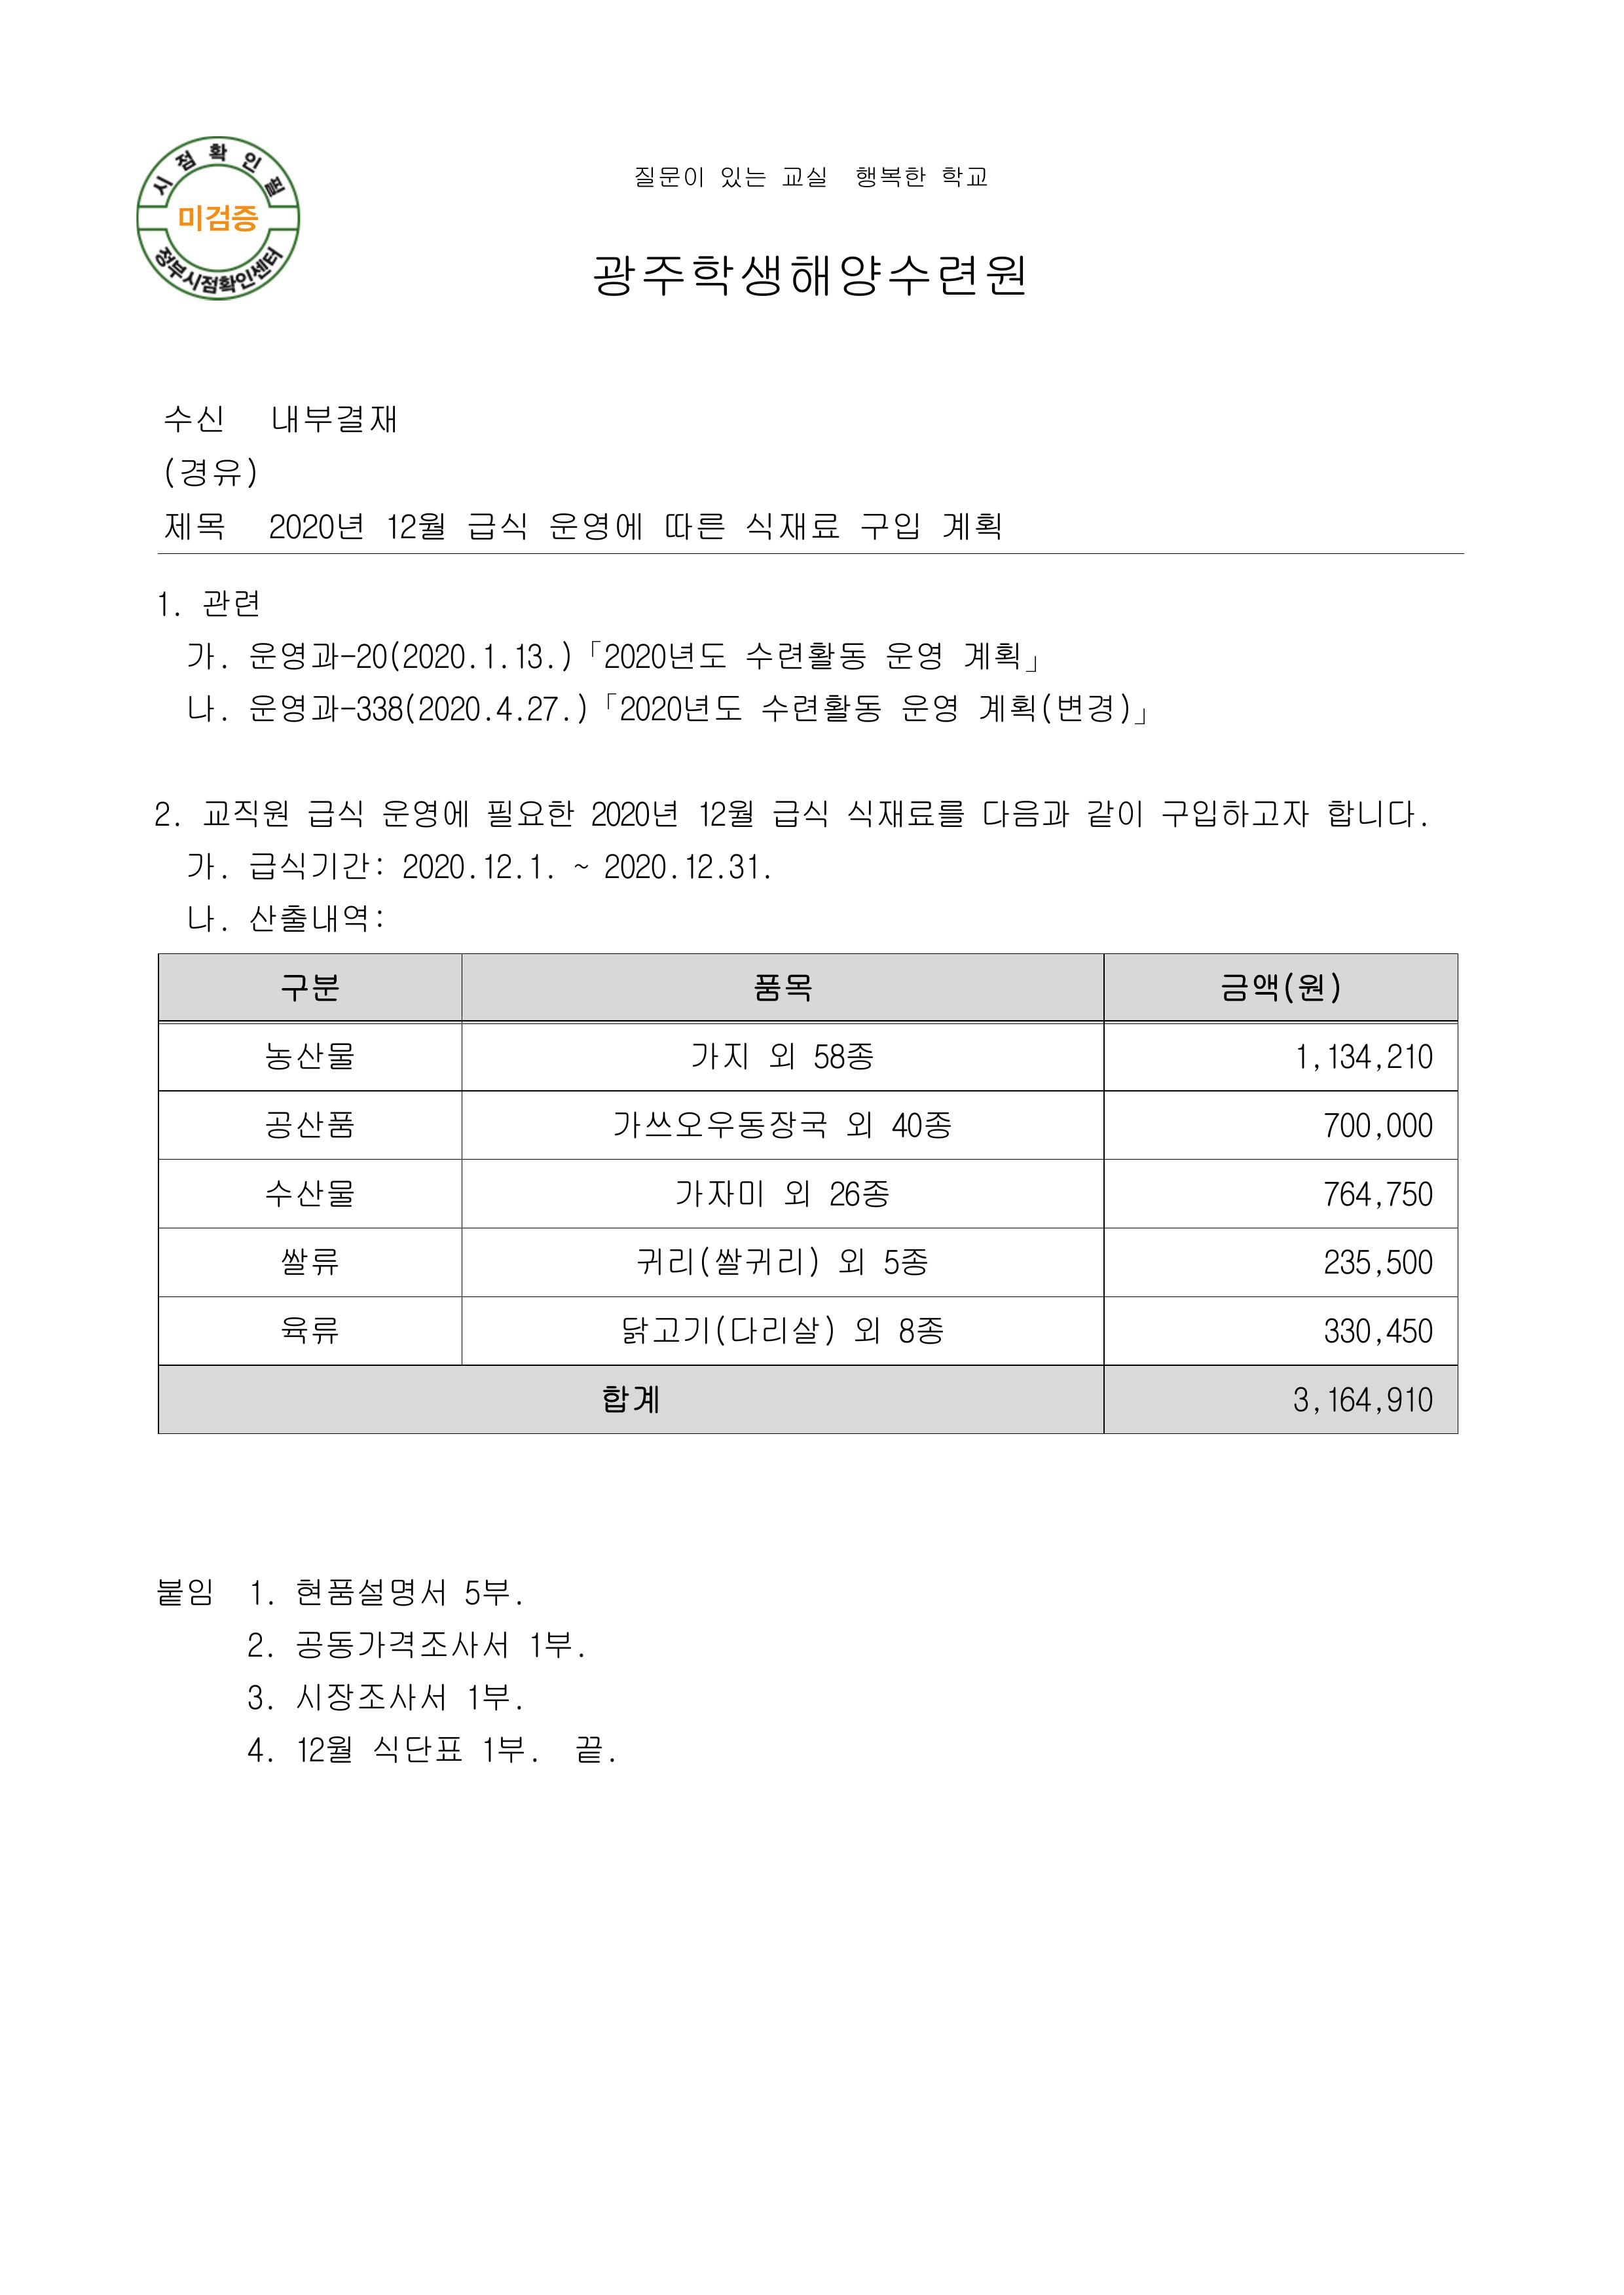 시점확인필
미검증
정부시점확인센터
질문이 있는 교실  행복한 학교
광주학생해양수련원
수신 내부결재
(경유)
제목 2020년 12월 급식 운영에 따른 식재료 구입 계획
1. 관련
가. 운영과-20(2020.1.13.)「2020년도 수련활동 운영 계획」
나. 운영과-338(2020.4.27.)「2020년도 수련활동 운영 계획(변경)」
2. 교직원 급식 운영에 필요한 2020년 12월 급식 식재료를 다음과 같이 구입하고자 합니다.
가. 급식기간: 2020.12.1. ~ 2020.12.31.
나. 산출내역:
구분 품목 금액(원)
농산물 가지 외 58종 1,134,210
공산품 가쓰오우동장국 외 40종 700,000
수산물 가자미 외 26종 764,750
쌀류 귀리(쌀귀리) 외 5종 235,500
육류 닭고기(다리살) 외 8종 330,450
합계 3,164,910
붙임 1. 현품설명서 5부.
2. 공동가격조사서 1부.
3. 시장조사서 1부.
4. 12월 식단표 1부.  끝.